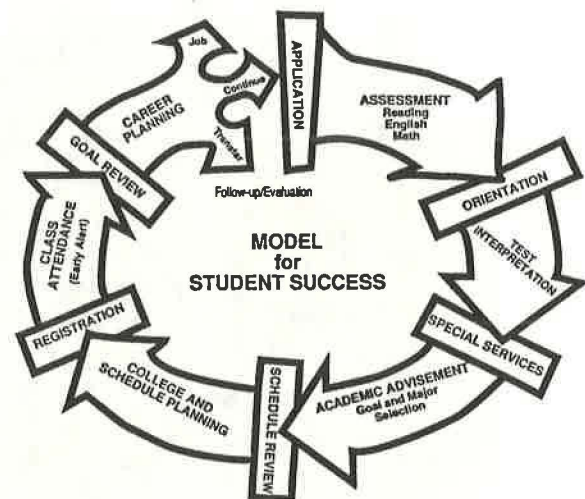 APPLICATION
ASSESSMENT
Reading
English
Math
ORIENTATION
TEST
INTERPRETATION
SPECIAL SERVICES
ACADEMIC ADVISEMENT
Goal and Major
Selection
SCHEDULE REVIEW
COLLEGE AND
SCHEDULE PLANNING
REGISTRATION
CLASS
ATTENDANCE
(Early Alert)
GOAL REVIEW
CAREER
PLANNING
Job
Continue
Transfer
Follow-up/Evaluation
MODEL
for
STUDENT SUCCESS